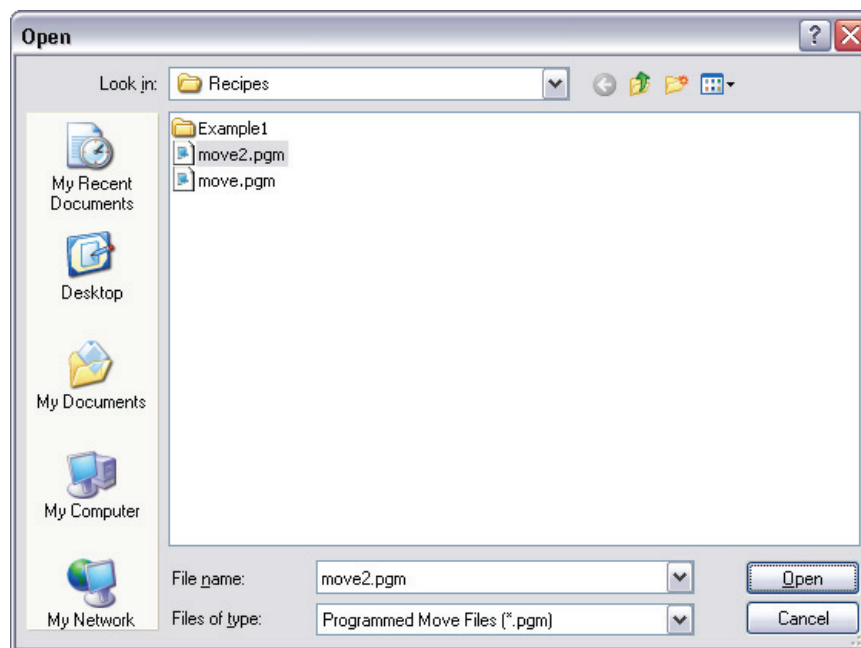 Open
Look in:
Recipes
Example1
move2.pgm
move.pgm
My Recent
Documents
Desktop
My Documents
My Computer
My Network
File name:
move2.pgm
Open
Files of type:
Programmed Move Files (*.pgm)
Cancel